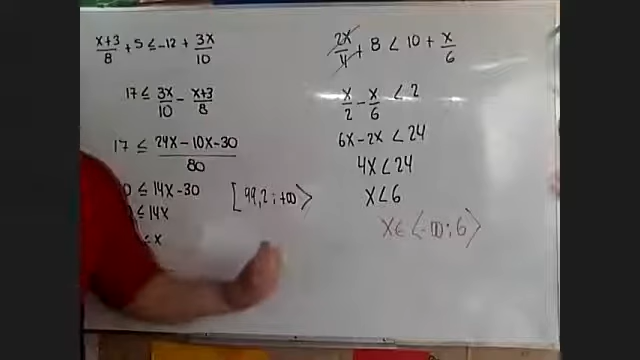 x+3/8 + 5 ≤ -12 + 3x/10
17 ≤ 3x/10 - x+3/8
17 ≤ 24x-10x-30/80
0 ≤ 14x-30
≤ 14x
≤ x
[99,2 ; +∞⟩
2x/4 + 8 < 10 + x/6
x/2 - x/6 < 2
6x-2x < 24
4x < 24
x < 6
x ∈ ⟨-∞ ; 6⟩